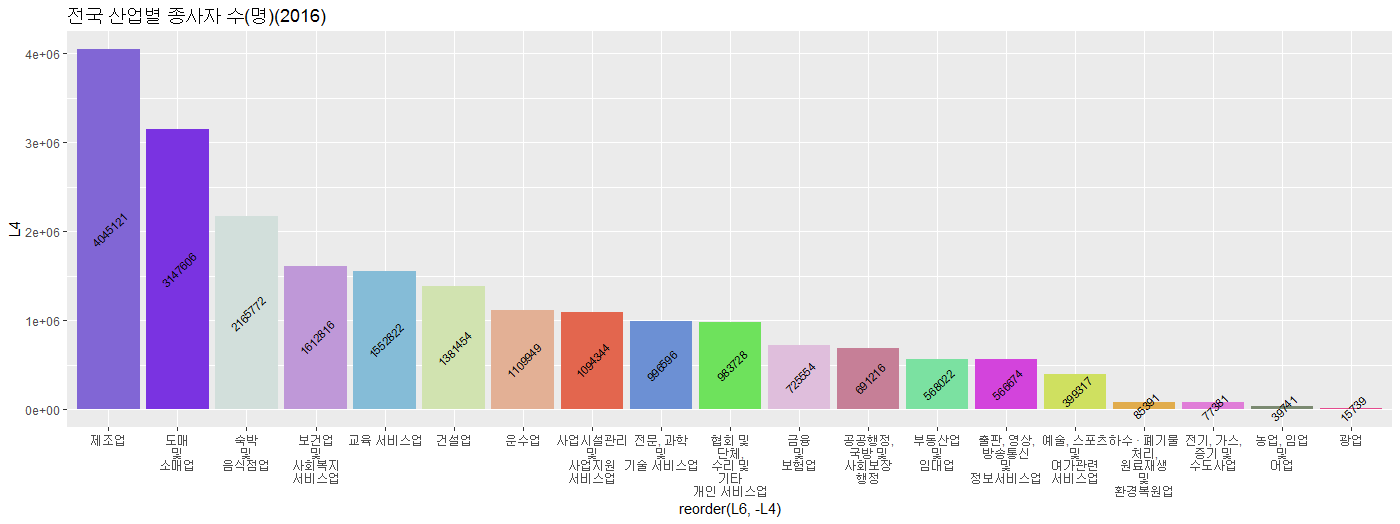 전국 산업별 종사자 수(명)(2016)
L4
4e+06
3e+06
2e+06
1e+06
0e+00
4045121
3147606
2165772
1612816
1552822
1381454
1109949
1094344
996596
983728
725554
691216
568022
566674
399317
85391
77381
39741
15739
제조업
도매
및
소매업
숙박
및
음식점업
보건업
및
사회복지
서비스업
교육 서비스업
건설업
운수업
사업시설관리
및
사업지원
서비스업
전문, 과학
및
기술 서비스업
협회 및
단체,
수리 및
기타
개인 서비스업
금융
및
보험업
공공행정,
국방 및
사회보장
행정
부동산업
및
임대업
출판, 영상,
방송통신
및
정보서비스업
예술, 스포츠
및
여가관련
서비스업
하수 · 폐기물
처리,
원료재생
및
환경복원업
전기, 가스,
증기 및
수도사업
농업, 임업
및
어업
광업
reorder(L6, -L4)